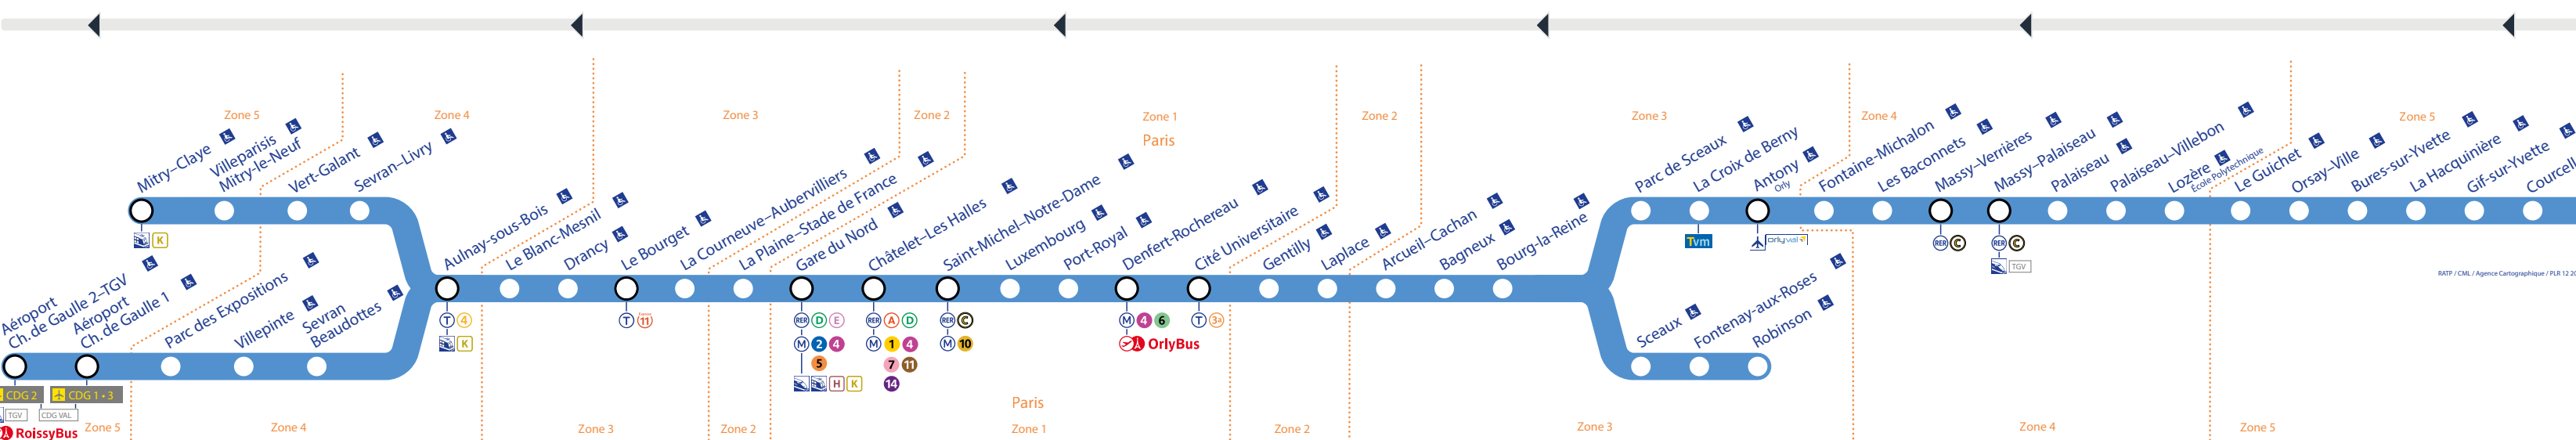 Zone 5
Zone 4
Zone 3
Zone 2
Zone 1
Paris
Zone 2
Zone 3
Zone 4
Zone 5
Mitry–Claye
Villeparisis
Mitry-le-Neuf
Vert-Galant
Sevran–Livry
K
Aéroport
Ch. de Gaulle 2–TGV
Aéroport
Ch. de Gaulle 1
Parc des Expositions
Villepinte
Sevran
Beaudottes
CDG 2
CDG 1 • 3
TGV
CDG VAL
RoissyBus
Aulnay-sous-Bois
T 4
K
Le Blanc-Mesnil
Drancy
Le Bourget
T 11
La Courneuve–Aubervilliers
La Plaine–Stade de France
Gare du Nord
RER D E
M 2 4
5
H K
Châtelet–Les Halles
RER A D
M 1 4
7 11
14
Saint-Michel–Notre-Dame
RER C
M 10
Luxembourg
Port-Royal
Denfert-Rochereau
M 4 6
OrlyBus
Cité Universitaire
T 3a
Gentilly
Laplace
Arcueil–Cachan
Bagneux
Bourg-la-Reine
Parc de Sceaux
La Croix de Berny
Tvm
Antony
Orly
orlyval
Fontaine-Michalon
Les Baconnets
Massy–Verrières
RER C
Massy–Palaiseau
RER C
TGV
Palaiseau
Palaiseau–Villebon
Lozère
École Polytechnique
Le Guichet
Orsay–Ville
Bures-sur-Yvette
La Hacquinière
Gif-sur-Yvette
Courcell
Sceaux
Fontenay-aux-Roses
Robinson
RATP / CML / Agence Cartographique / PLR 12 20
Zone 5
Zone 4
Zone 3
Zone 2
Paris
Zone 1
Zone 2
Zone 3
Zone 4
Zone 5